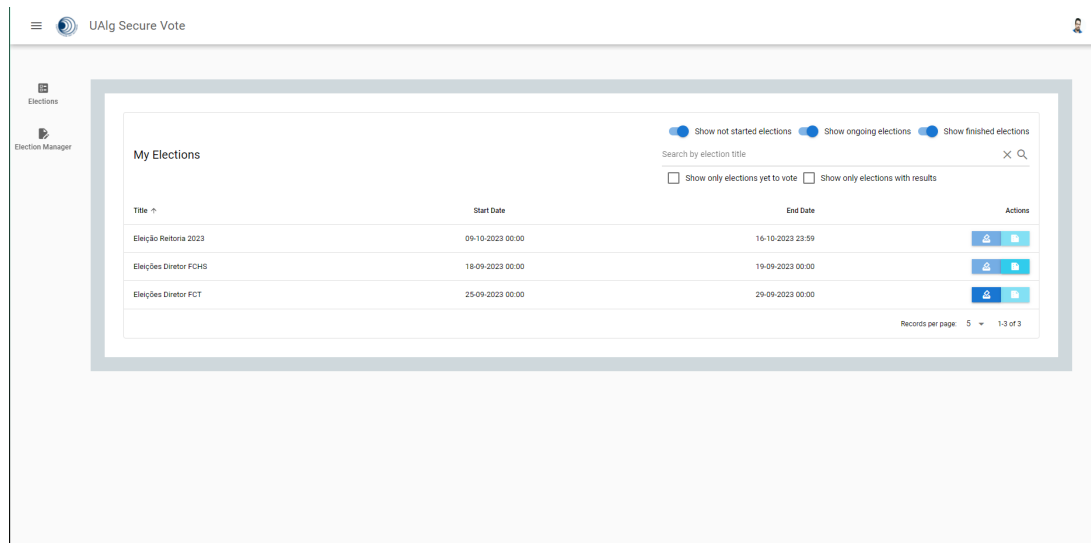 UAlg Secure Vote
Elections
Election Manager
Show not started elections Show ongoing elections Show finished elections
My Elections
Search by election title
Show only elections yet to vote Show only elections with results
Title Start Date End Date Actions
Eleição Reitoria 2023 09-10-2023 00:00 16-10-2023 23:59
Eleições Diretor FCHS 18-09-2023 00:00 19-09-2023 00:00
Eleições Diretor FCT 25-09-2023 00:00 29-09-2023 00:00
Records per page: 5 1-3 of 3